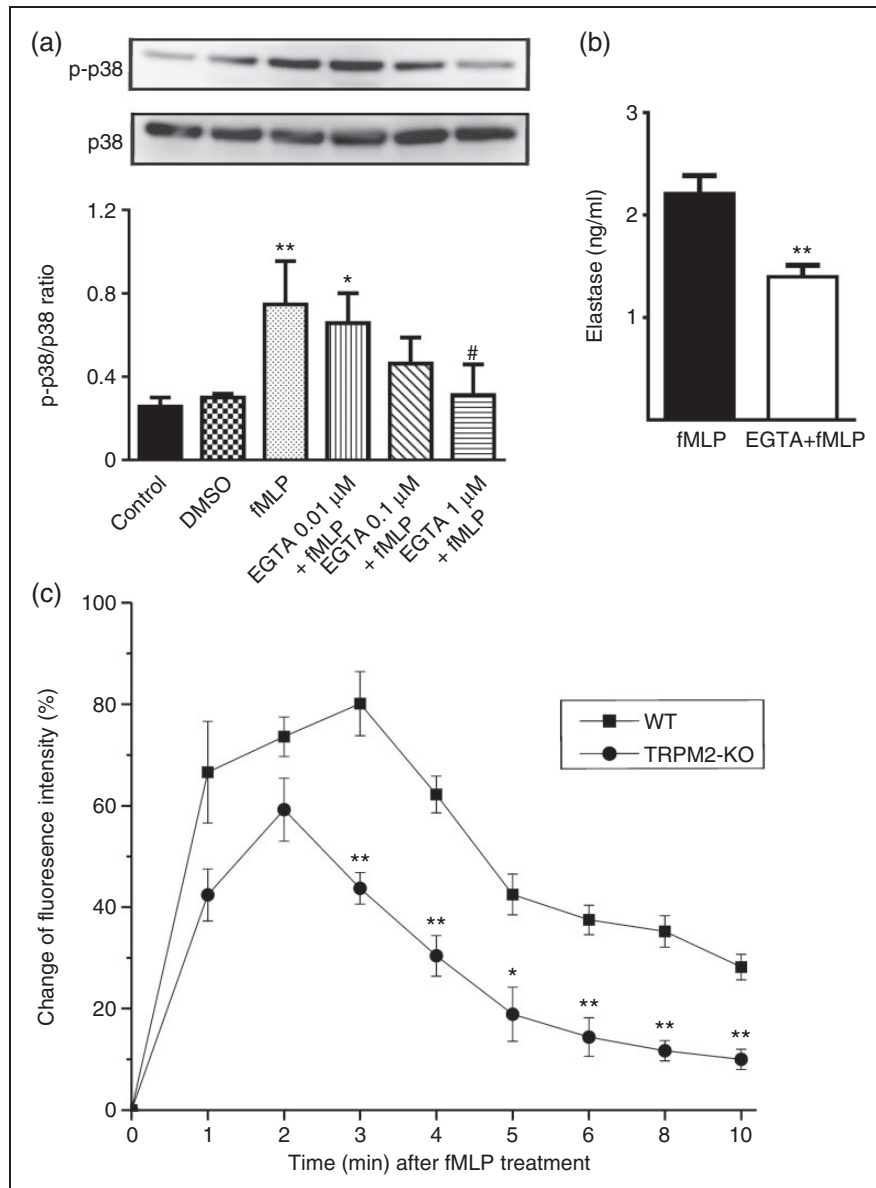 (a)
p-p38
p38
1.2
0.8
0.4
0
p-p38/p38 ratio
**
*
#
Control
DMSO
fMLP
EGTA 0.01 µM
+ fMLP
EGTA 0.1 µM
+ fMLP
EGTA 1 µM
+ fMLP
(b)
3
2
1
Elastase (ng/ml)
**
fMLP
EGTA+fMLP
(c)
100
80
60
40
20
0
Change of fluoresence intensity (%)
WT
TRPM2-KO
**
**
*
**
**
**
0 1 2 3 4 5 6 8 10
Time (min) after fMLP treatment